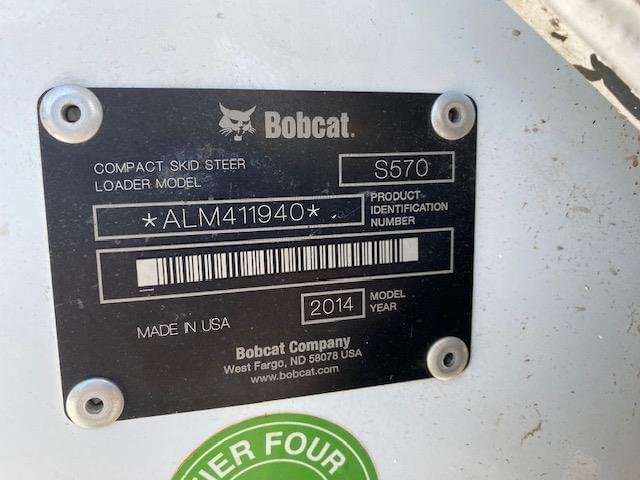 Bobcat.
COMPACT SKID STEER
LOADER MODEL
S570
*ALM411940*
PRODUCT
IDENTIFICATION
NUMBER
2014
MODEL
YEAR
MADE IN USA
Bobcat Company
West Fargo, ND 58078 USA
www.bobcat.com
IER FOUR